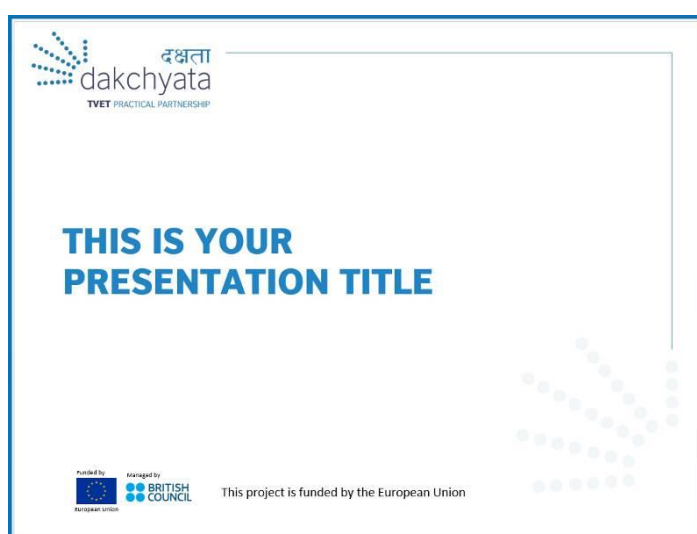 दक्षता
dakchyata
TVET PRACTICAL PARTNERSHIP
THIS IS YOUR
PRESENTATION TITLE
Funded by
European Union
Managed by
BRITISH
COUNCIL
This project is funded by the European Union